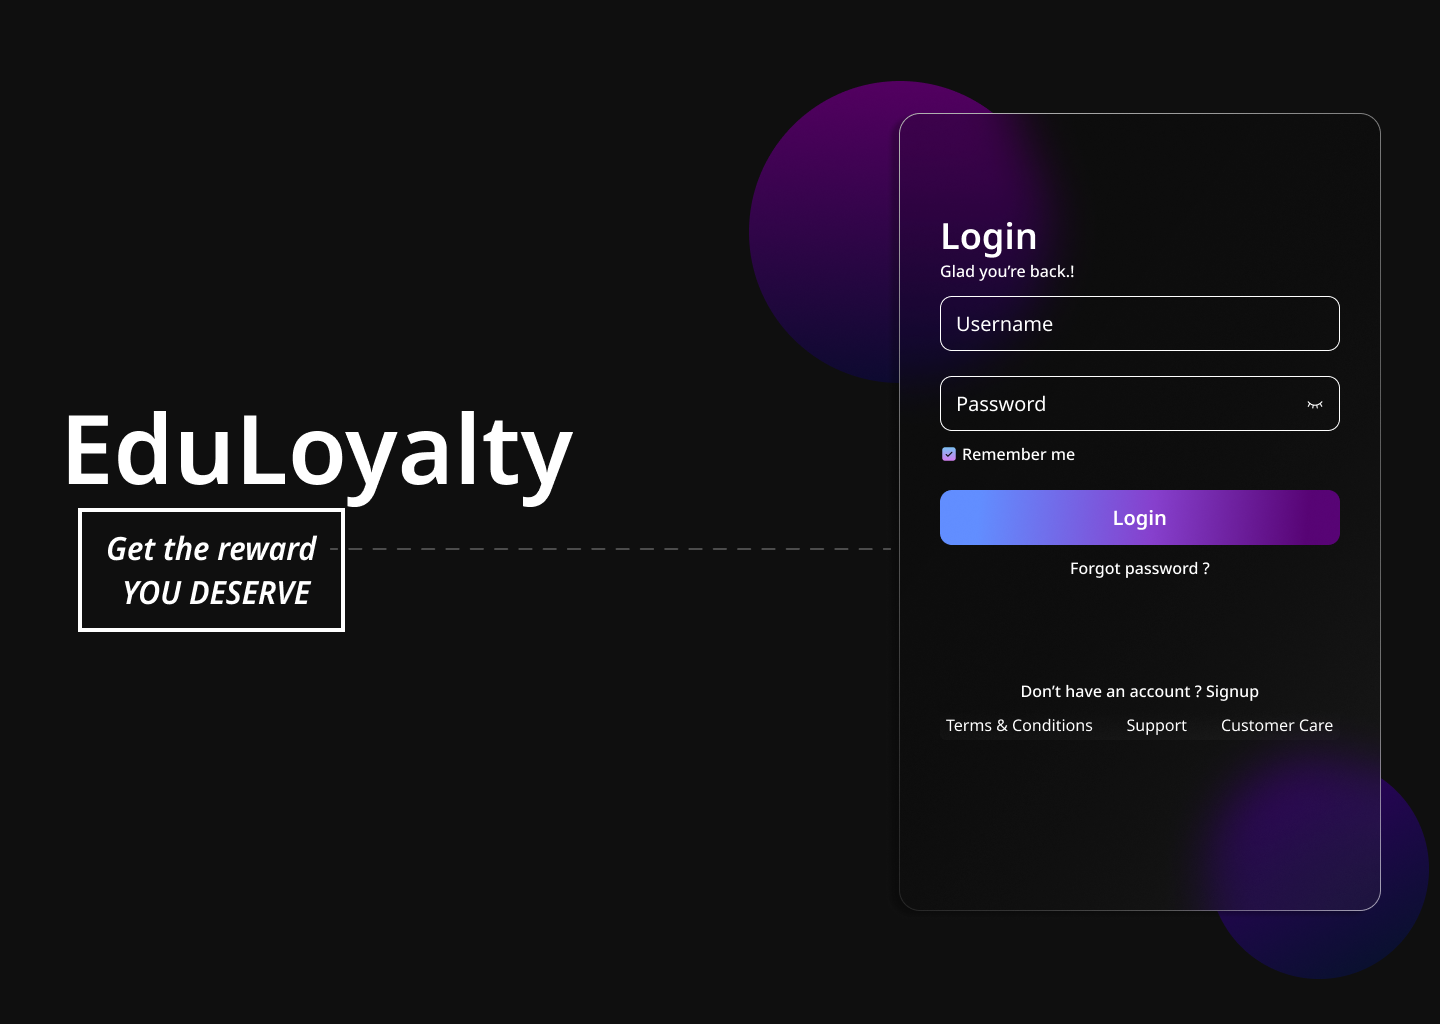 EduLoyalty
Get the reward
YOU DESERVE
Login
Glad you’re back.!
Username
Password
Remember me
Login
Forgot password ?
Don’t have an account ? Signup
Terms & Conditions Support Customer Care